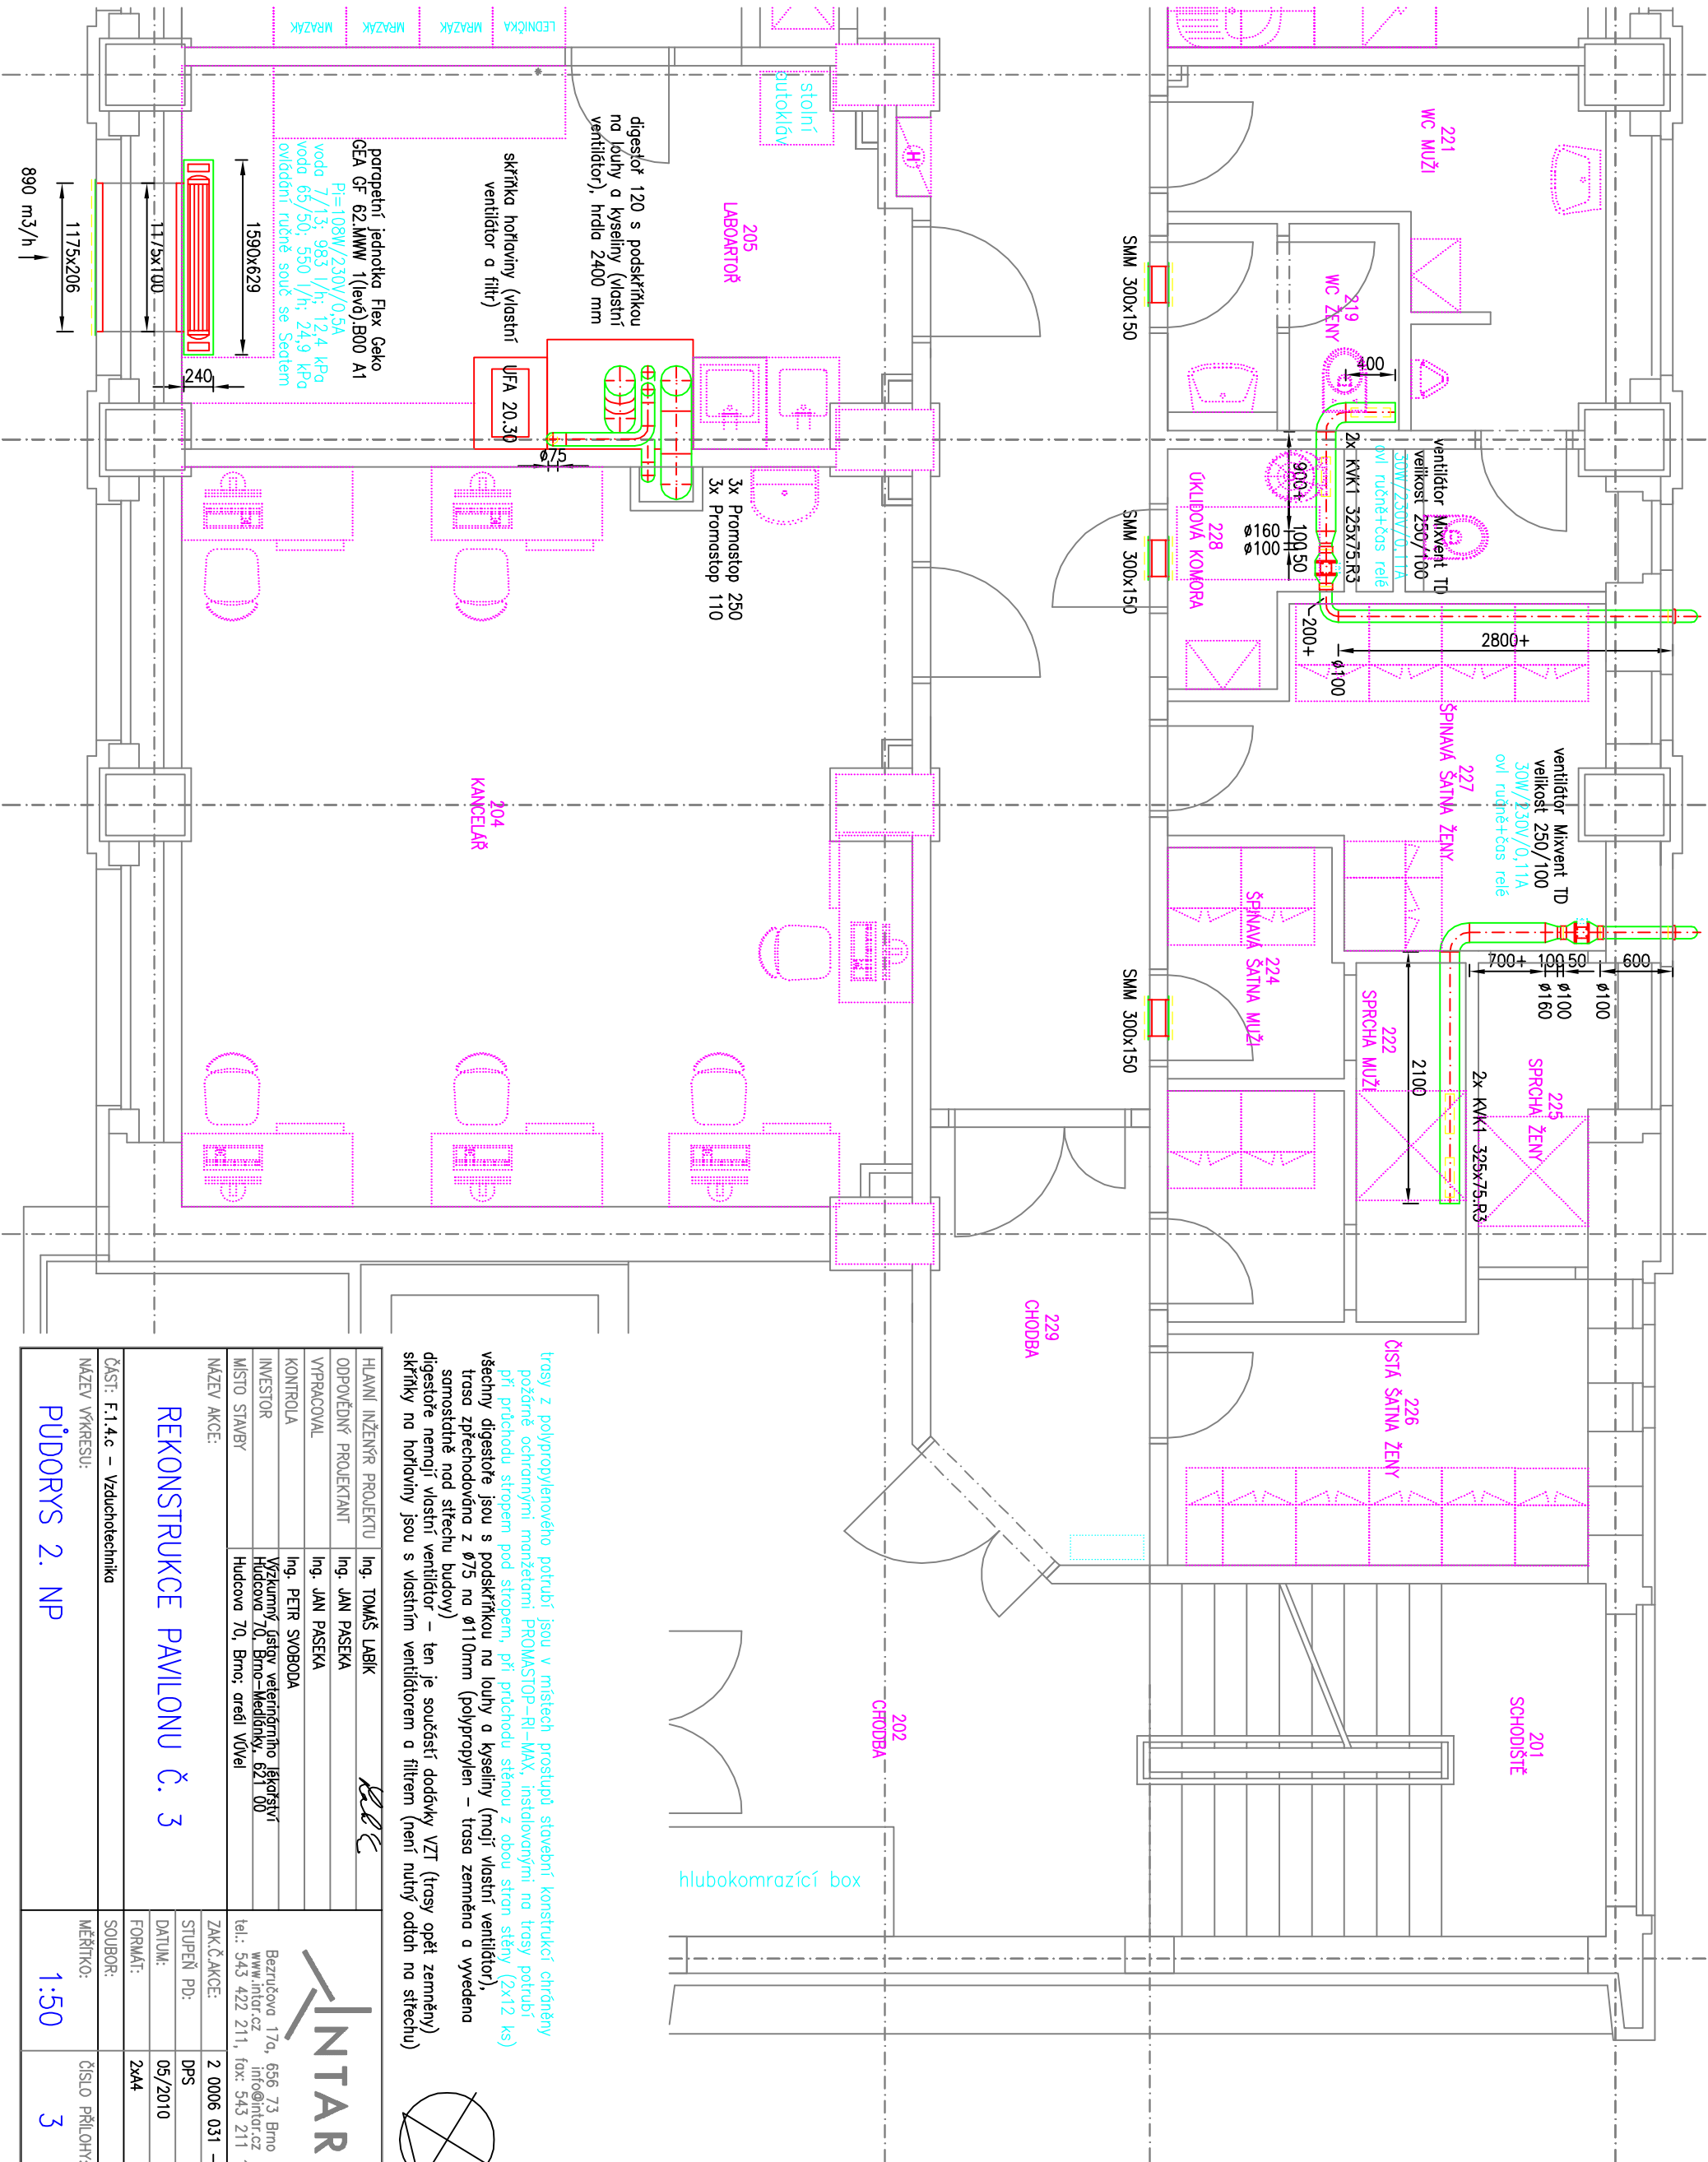 MRAZÁK
MRAZÁK
MRAZÁK
LEDNIČKA
stolní
autokláv
digestoř 120 s podskříňkou
na louhy a kyseliny (vlastní
ventilátor), hrdla 2400 mm
skříňka hořlaviny (vlastní
ventilátor a filtr)
UFA 20.30
parapetní jednotka Flex Geko
GEA GF 62.MWW 1(levá).B00 A1
Pi=108W/230V/0,5A
voda 7/13; 983 l/h; 12,4 kPa
voda 65/50; 550 l/h; 24,9 kPa
ovládání ručně souč se Seatem
1590x629
1175x100
1175x206
890 m3/h
240
205
LABOARTOŘ
H
ø75
3x Promastop 250
3x Promastop 110
204
KANCELÁŘ
221
WC MUŽI
219
WC ŽENY
400
SMM 300x150
SMM 300x150
SMM 300x150
ventilátor Mixvent TD
velikost 250/100
30W/230V/0,11A
ovl ručně+čas relé
2x KVK1 325x75.R3
900+
100
150
ø160
ø100
200+
2800+
ø100
228
ÚKLIDOVÁ KOMORA
227
ŠPINAVÁ ŠATNA ŽENY
ventilátor Mixvent TD
velikost 250/100
30W/230V/0,11A
ovl ručně+čas relé
224
ŠPINAVÁ ŠATNA MUŽI
222
SPRCHA MUŽI
225
SPRCHA ŽENY
700+
100
150
600
ø160
ø100
ø100
2100
2x KVK1 325x75.R3
229
CHODBA
226
ČISTÁ ŠATNA ŽENY
202
CHODBA
201
SCHODIŠTĚ
hlubokomrazící box
trasy z polypropylenového potrubí jsou v místech prostupů stavební konstrukcí chráněny
požárně ochrannými manžetami PROMASTOP-RI-MAX, instalovanými na trasy potrubí
při průchodu stropem pod stropem, při průchodu stěnou z obou stran stěny (2x12 ks)
všechny digestoře jsou s podskříňkou na louhy a kyseliny (mají vlastní ventilátor),
trasa zpřechodována z ø75 na ø110mm (polypropylen - trasa zemněna a vyvedena
samostatně nad střechu budovy)
digestoře nemají vlastní ventilátor - ten je součástí dodávky VZT (trasy opět zemněny)
skříňky na hořlaviny jsou s vlastním ventilátorem a filtrem (není nutný odtah na střechu)
HLAVNÍ INŽENÝR PROJEKTU Ing. TOMÁŠ LABÍK
ODPOVĚDNÝ PROJEKTANT Ing. JAN PASEKA
VYPRACOVAL Ing. JAN PASEKA
KONTROLA Ing. PETR SVOBODA
INVESTOR Výzkumný ústav veterinárního lékařství
Hudcova 70, Brno-Medlánky, 621 00
MÍSTO STAVBY Hudcova 70, Brno; areál VÚVel
NÁZEV AKCE:
REKONSTRUKCE PAVILONU Č. 3
ČÁST: F.1.4.c - Vzduchotechnika
NÁZEV VÝKRESU:
PŮDORYS 2. NP
INTAR
Bezručova 17a, 656 73 Brno
www.intar.cz info@intar.cz
tel.: 543 422 211, fax: 543 211
ZAK.Č.AKCE: 2 0006 031 -
STUPEŇ PD: DPS
DATUM: 05/2010
FORMÁT: 2xA4
SOUBOR:
MĚŘÍTKO: 1:50
ČÍSLO PŘÍLOHY: 3